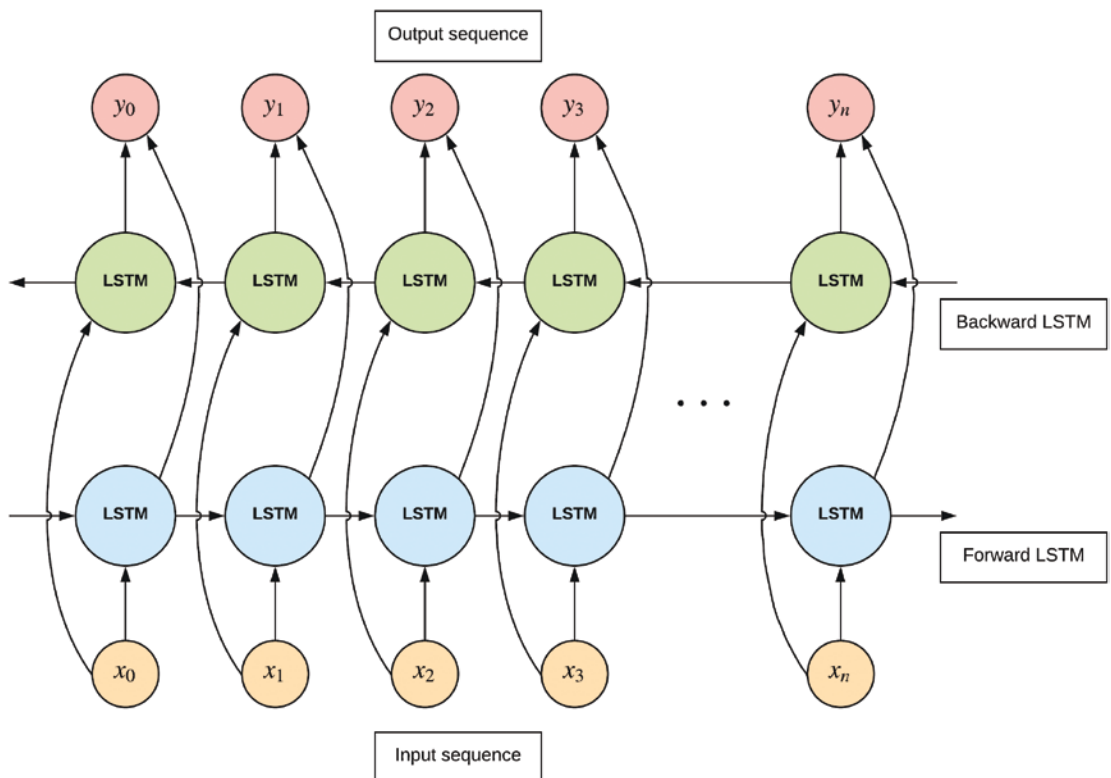 Output sequence
y0 y1 y2 y3 yn
LSTM LSTM LSTM LSTM LSTM
Backward LSTM
. . .
LSTM LSTM LSTM LSTM LSTM
Forward LSTM
x0 x1 x2 x3 xn
Input sequence